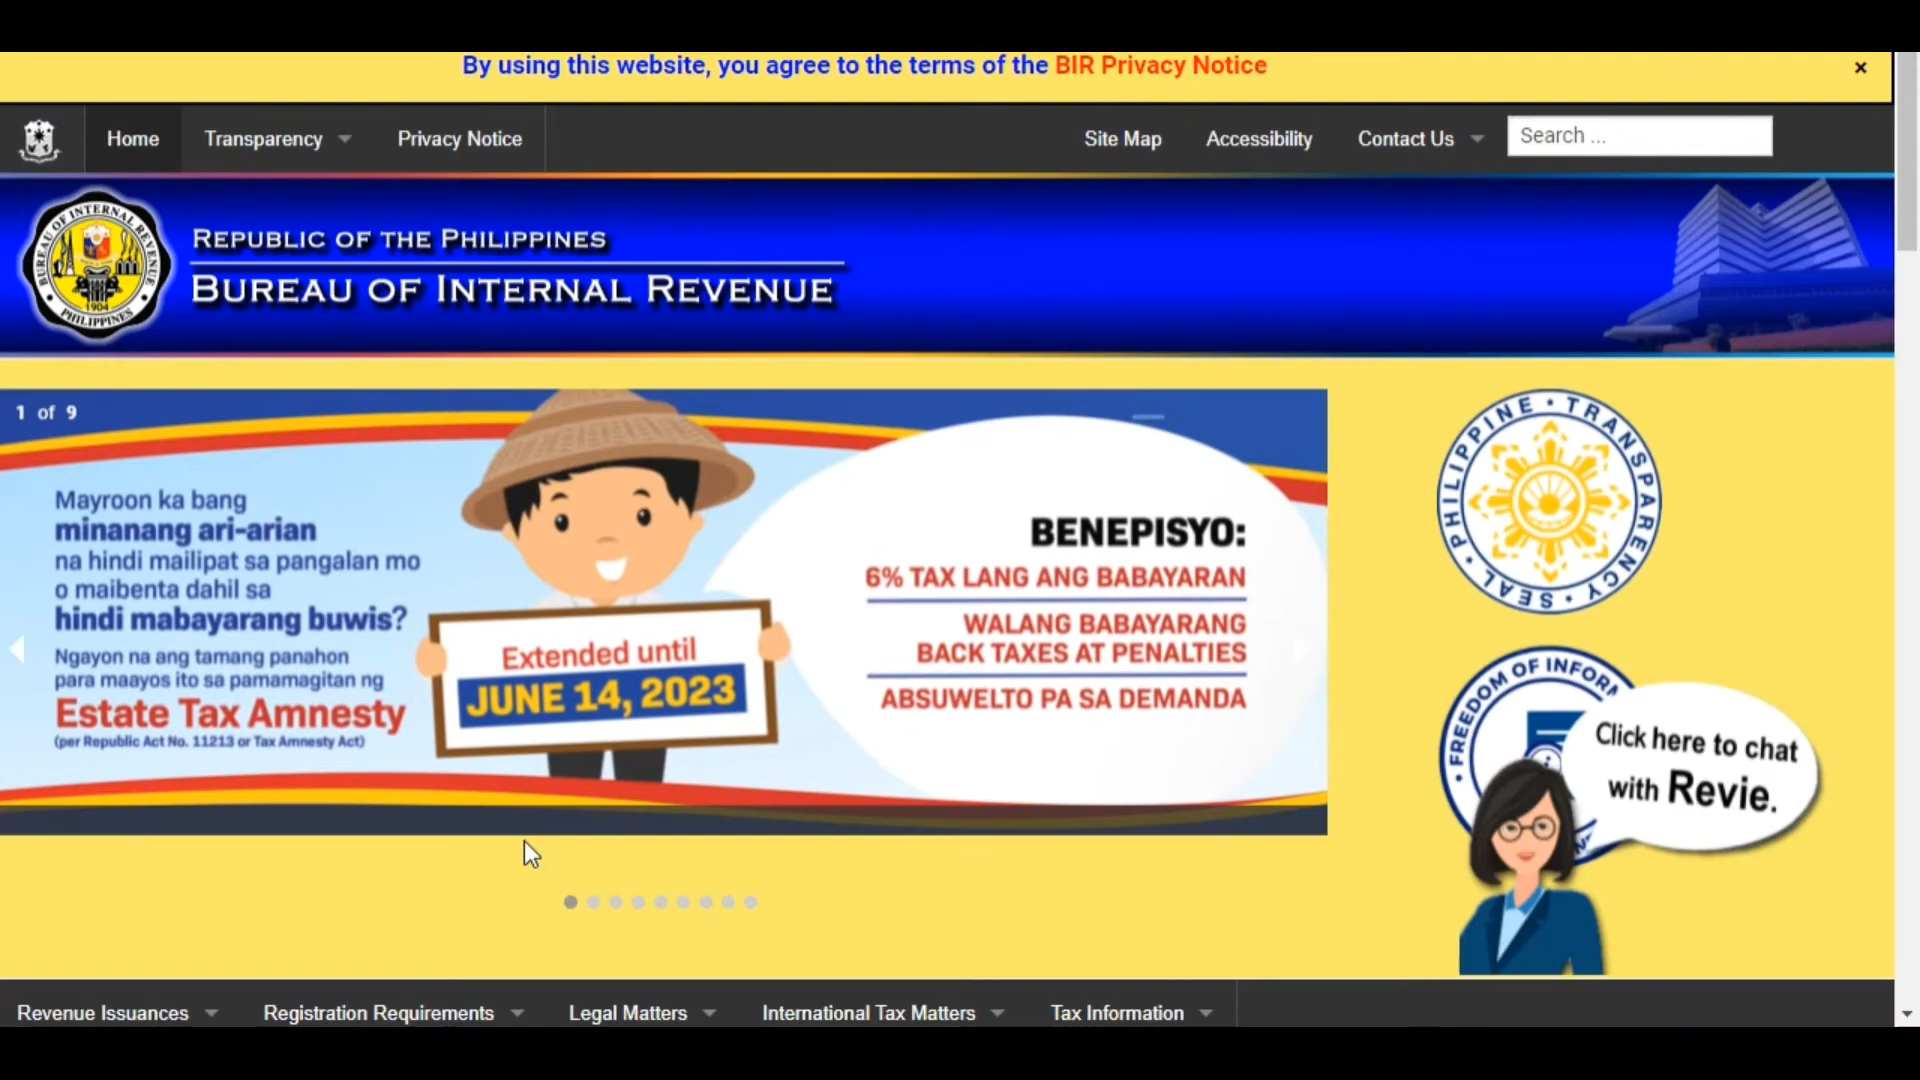 By using this website, you agree to the terms of the BIR Privacy Notice
×
Home Transparency Privacy Notice Site Map Accessibility Contact Us Search ...
BUREAU OF INTERNAL REVENUE
1904
PHILIPPINES
REPUBLIC OF THE PHILIPPINES
BUREAU OF INTERNAL REVENUE
1 of 9
Mayroon ka bang
minanang ari-arian
na hindi mailipat sa pangalan mo
o maibenta dahil sa
hindi mabayarang buwis?
Ngayon na ang tamang panahon
para maayos ito sa pamamagitan ng
Estate Tax Amnesty
(per Republic Act No. 11213 or Tax Amnesty Act)
Extended until
JUNE 14, 2023
BENEPISYO:
6% TAX LANG ANG BABAYARAN
WALANG BABAYARANG
BACK TAXES AT PENALTIES
ABSUWELTO PA SA DEMANDA
PHILIPPINE • TRANSPARENCY SEAL •
• FREEDOM OF INFOR
Click here to chat
with Revie.
Revenue Issuances Registration Requirements Legal Matters International Tax Matters Tax Information